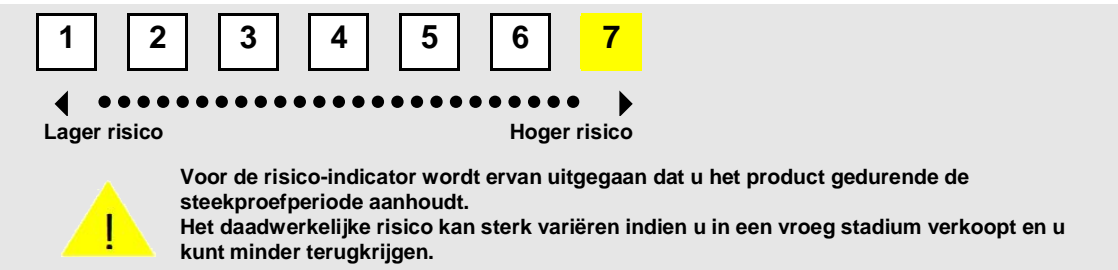 1 2 3 4 5 6 7
Lager risico Hoger risico
Voor de risico-indicator wordt ervan uitgegaan dat u het product gedurende de
steekproefperiode aanhoudt.
Het daadwerkelijke risico kan sterk variëren indien u in een vroeg stadium verkoopt en u
! kunt minder terugkrijgen.